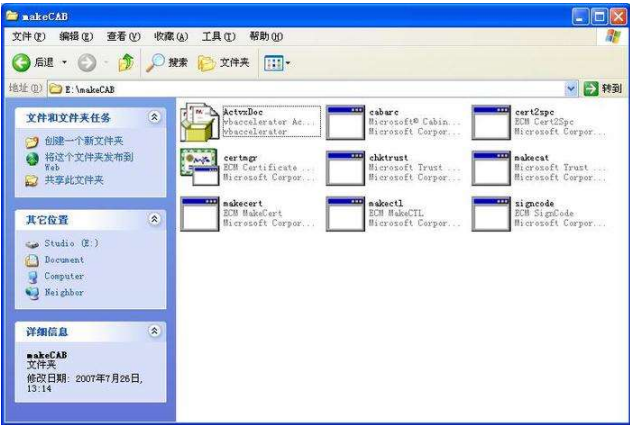 makeCAB
文件(F) 编辑(E) 查看(V) 收藏(A) 工具(T) 帮助(H)
后退 搜索 文件夹
地址(D) E:\makeCAB 转到
文件和文件夹任务
创建一个新文件夹
将这个文件夹发布到
Web
共享此文件夹
其它位置
Studio (E:)
Document
Computer
Neighbor
详细信息
makeCAB
文件夹
修改日期: 2007年7月26日,
13:14
ActvxDoc
vbaccelerator Ac...
vbaccelerator
cabarc
Microsoft® Cabin...
Microsoft Corpor...
cert2spc
ECM Cert2Spc
Microsoft Corpor...
certmgr
ECM Certificate ...
Microsoft Corpor...
chktrust
Microsoft Trust ...
Microsoft Corpor...
makecat
Microsoft Trust ...
Microsoft Corpor...
makecert
ECM MakeCert
Microsoft Corpor...
makectl
ECM MakeCTL
Microsoft Corpor...
signcode
ECM SignCode
Microsoft Corpor...